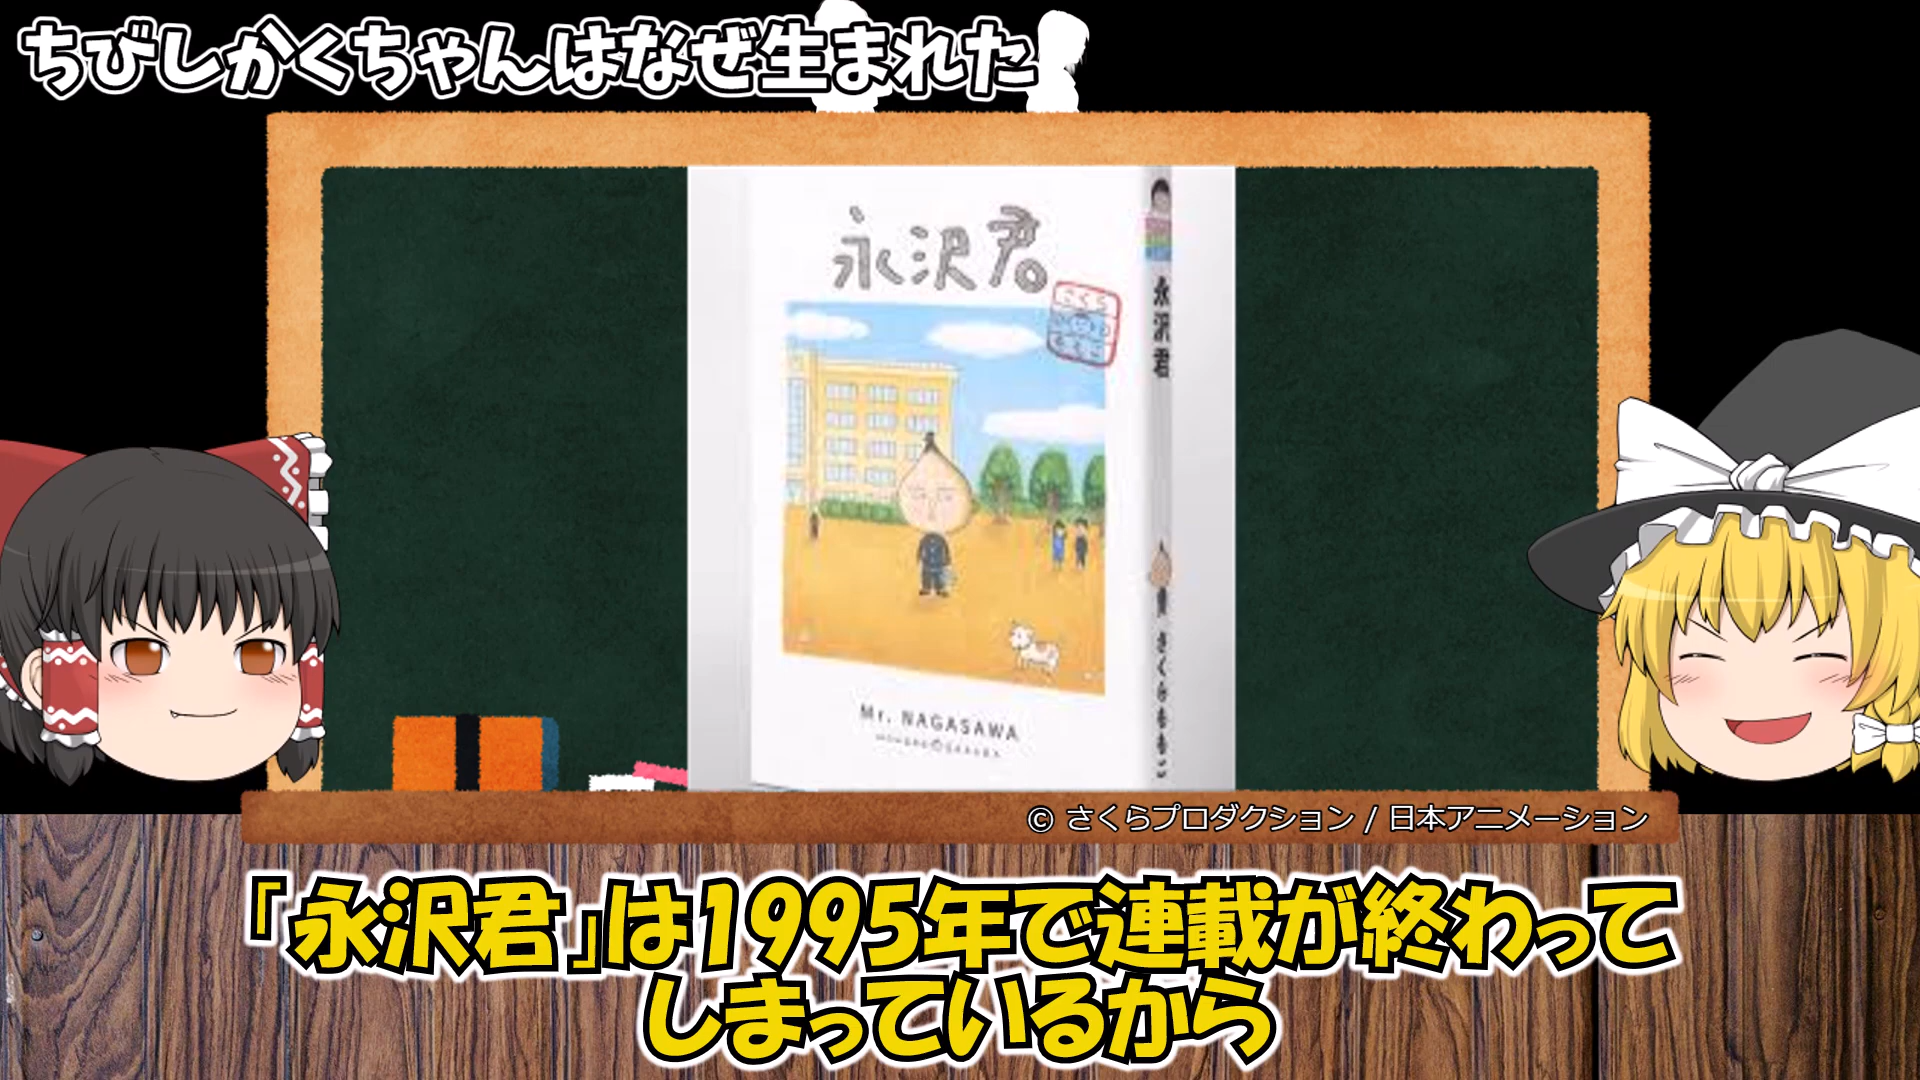 ちびしかくちゃんはなぜ生まれた
永沢君
さくら
永沢君
さくらももこ
Mr. NAGASAWA
© さくらプロダクション / 日本アニメーション
「永沢君」は1995年で連載が終わって
しまっているから